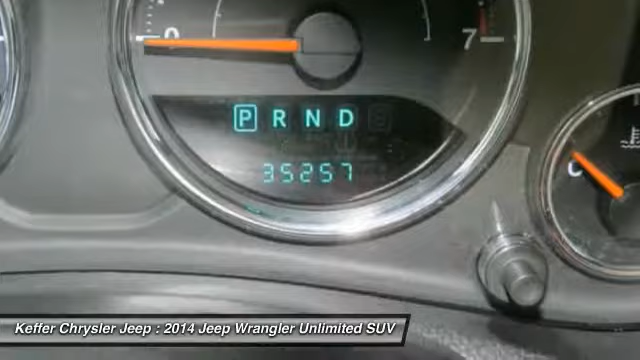 0 7
P R N D
35257
C
Keffer Chrysler Jeep : 2014 Jeep Wrangler Unlimited SUV